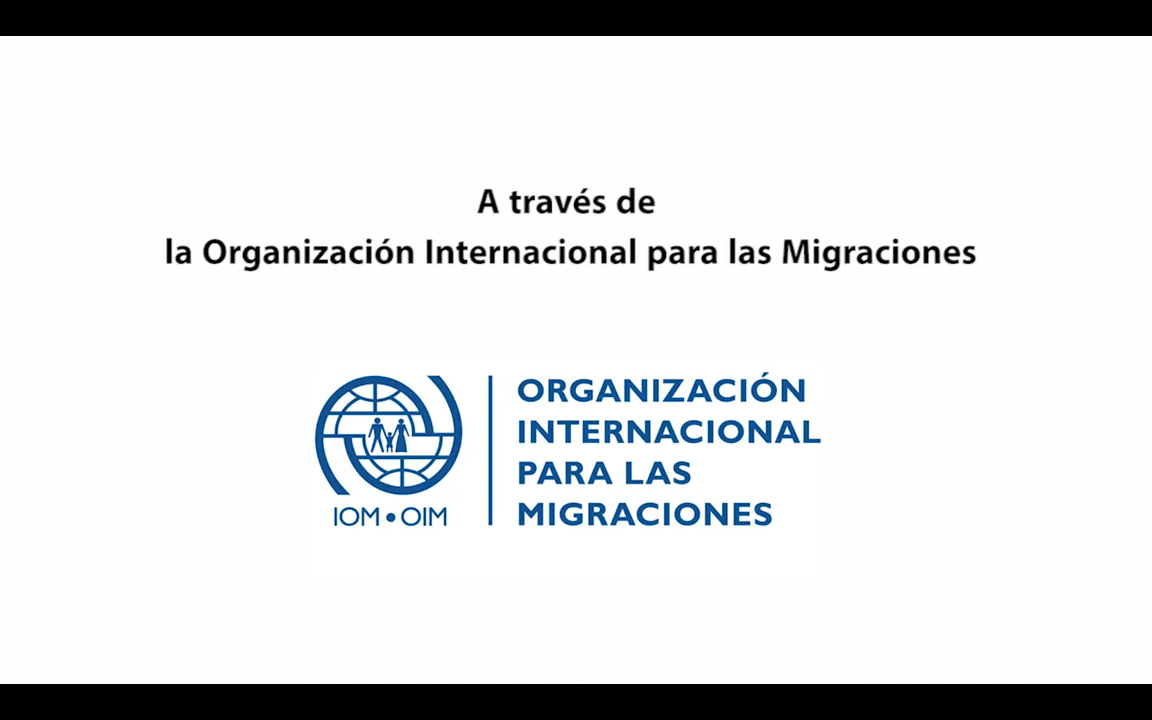 A través de
la Organización Internacional para las Migraciones
IOM • OIM
ORGANIZACIÓN
INTERNACIONAL
PARA LAS
MIGRACIONES